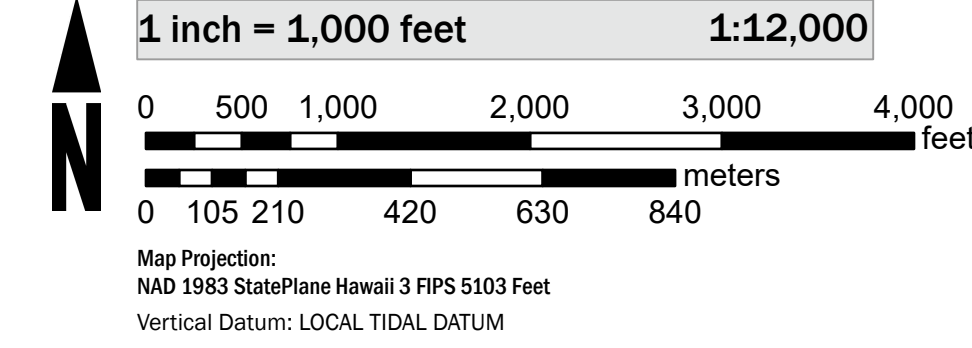 1 inch = 1,000 feet 1:12,000
0 500 1,000 2,000 3,000 4,000
feet
meters
0 105 210 420 630 840
N
Map Projection:
NAD 1983 StatePlane Hawaii 3 FIPS 5103 Feet
Vertical Datum: LOCAL TIDAL DATUM